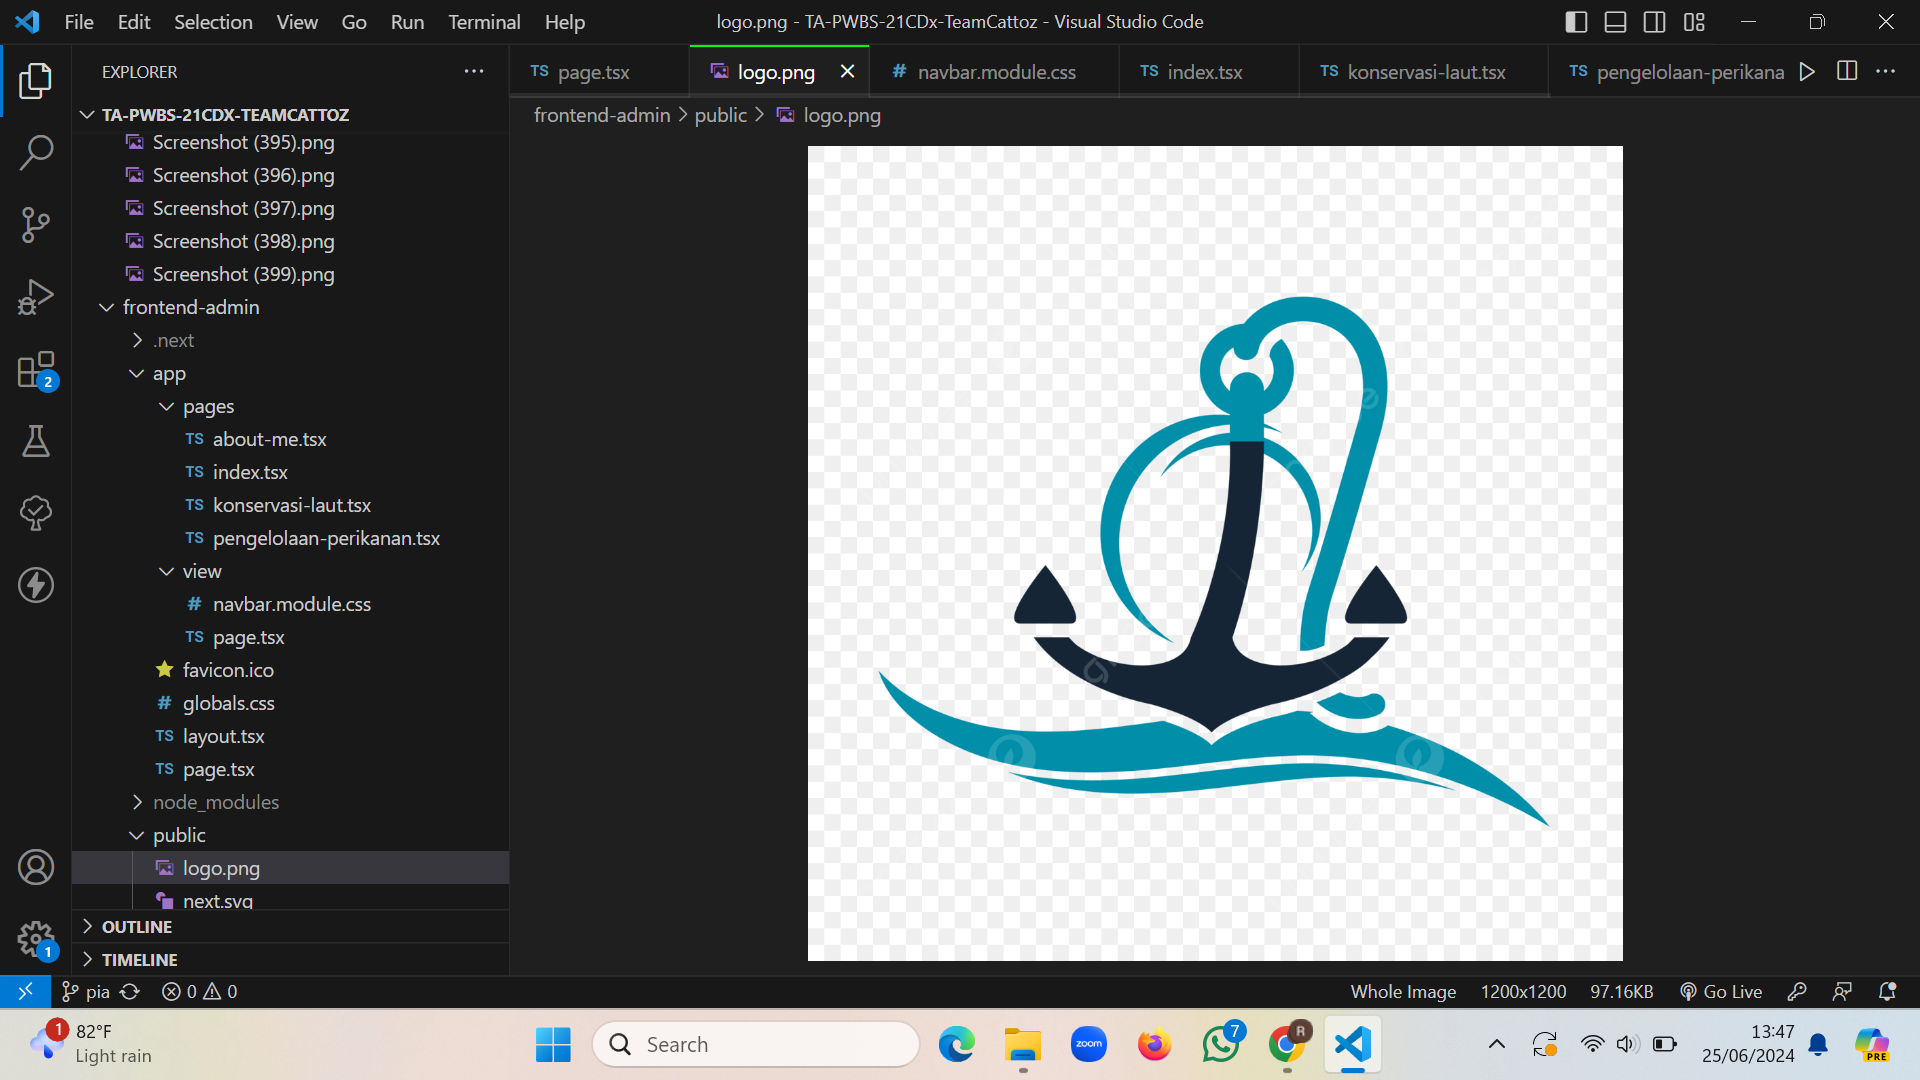 File Edit Selection View Go Run Terminal Help
logo.png - TA-PWBS-21CDx-TeamCattoz - Visual Studio Code
EXPLORER
TA-PWBS-21CDX-TEAMCATTOZ
Screenshot (395).png
Screenshot (396).png
Screenshot (397).png
Screenshot (398).png
Screenshot (399).png
frontend-admin
.next
app
pages
TS about-me.tsx
TS index.tsx
TS konservasi-laut.tsx
TS pengelolaan-perikanan.tsx
view
# navbar.module.css
TS page.tsx
favicon.ico
# globals.css
TS layout.tsx
TS page.tsx
node_modules
public
logo.png
next.svg
OUTLINE
TIMELINE
2
1
TS page.tsx
logo.png
# navbar.module.css
TS index.tsx
TS konservasi-laut.tsx
TS pengelolaan-perikana
frontend-admin > public > logo.png
pia
0 0
Whole Image 1200x1200 97.16KB Go Live
1
82°F
Light rain
Search
zoom
7
R
13:47
25/06/2024
PRE